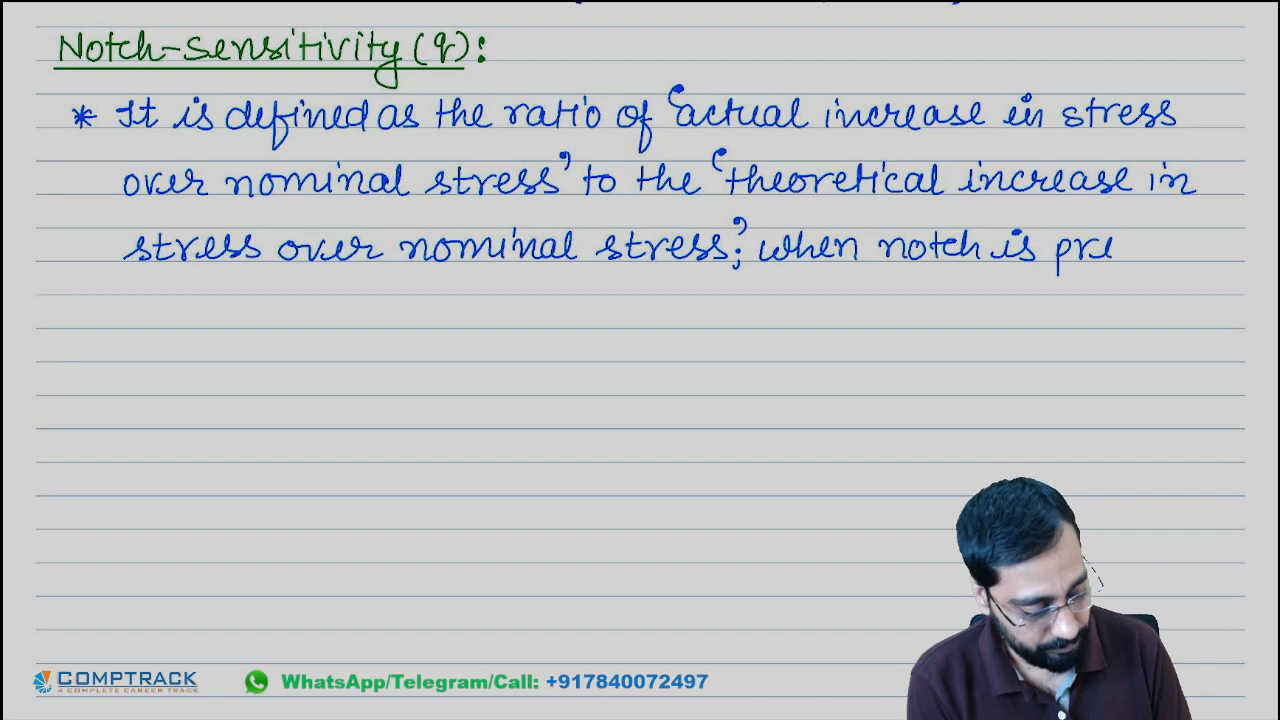 Notch-Sensitivity (q):
* It is defined as the ratio of 'actual increase in stress
over nominal stress' to the 'theoretical increase in
stress over nominal stress', when notch is pre
COMPTRACK
A COMPLETE CAREER TRACK
WhatsApp/Telegram/Call: +917840072497